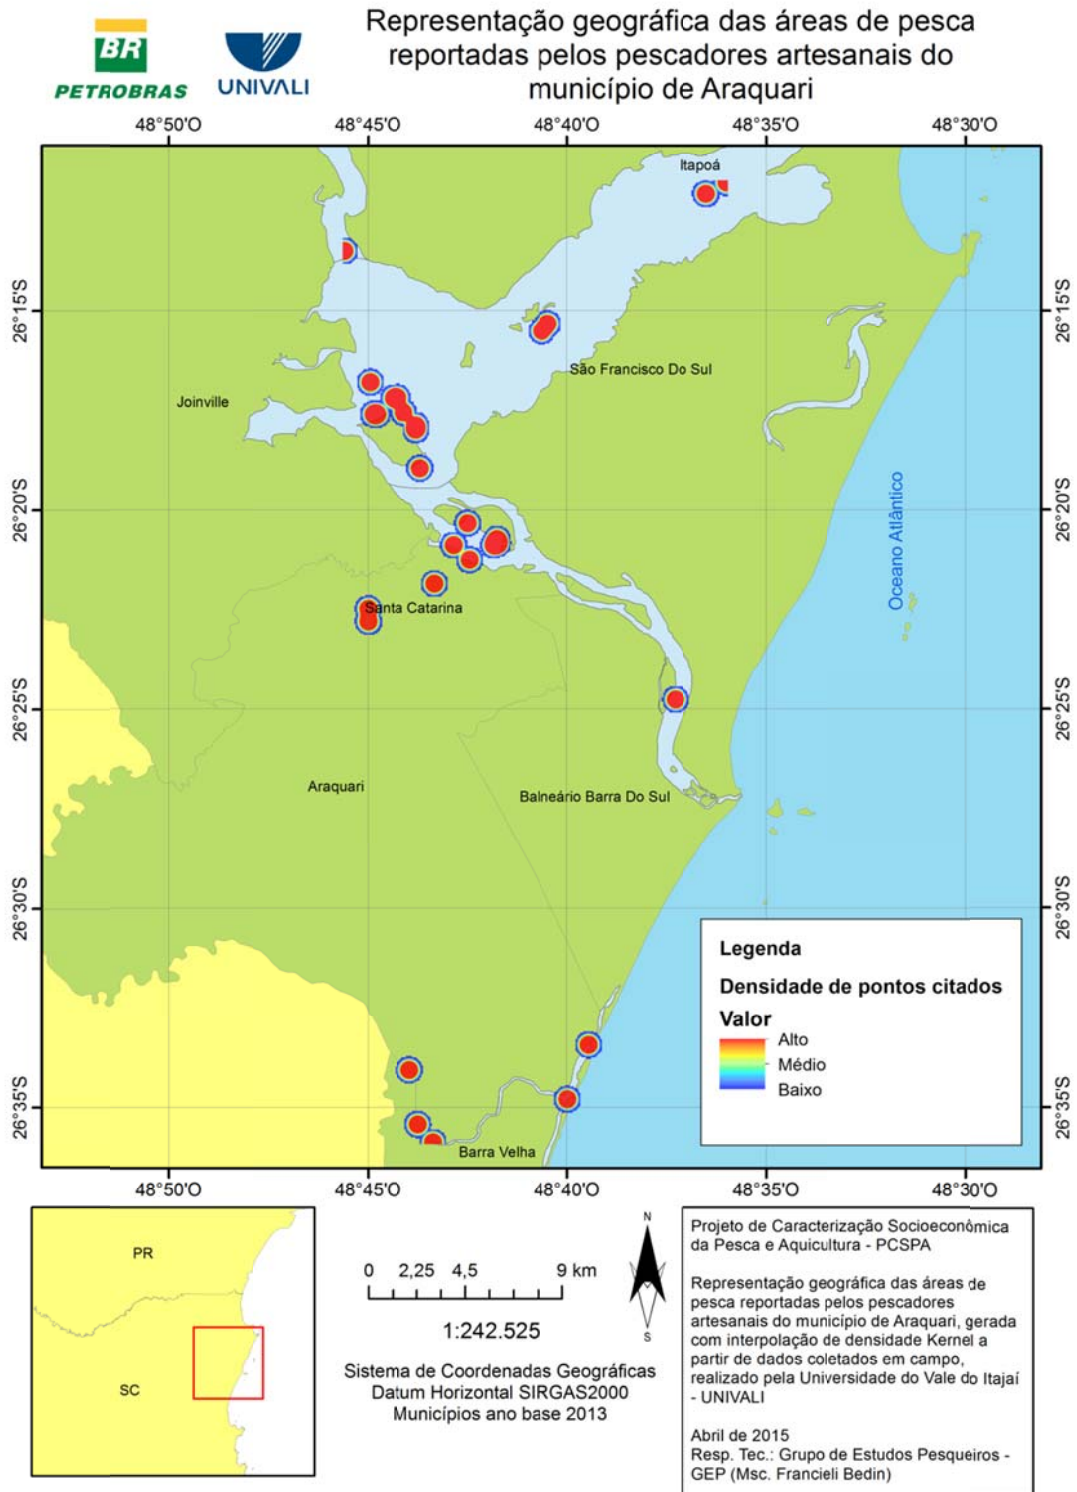 Representação geográfica das áreas de pesca
reportadas pelos pescadores artesanais do
município de Araquari
BR
PETROBRAS
UNIVALI
48°50'O 48°45'O 48°40'O 48°35'O 48°30'O
Itapoá
26°15'S 26°15'S
São Francisco Do Sul
Joinville
26°20'S 26°20'S
Oceano Atlântico
Santa Catarina
26°25'S 26°25'S
Araquari
Balneário Barra Do Sul
26°30'S 26°30'S
Legenda
Densidade de pontos citados
Valor
Alto
Médio
Baixo
26°35'S 26°35'S
Barra Velha
48°50'O 48°45'O 48°40'O 48°35'O 48°30'O
PR
SC
0 2,25 4,5 9 km
1:242.525
Sistema de Coordenadas Geográficas
Datum Horizontal SIRGAS2000
Municípios ano base 2013
N
S
Projeto de Caracterização Socioeconômica
da Pesca e Aquicultura - PCSPA
Representação geográfica das áreas de
pesca reportadas pelos pescadores
artesanais do município de Araquari, gerada
com interpolação de densidade Kernel a
partir de dados coletados em campo,
realizado pela Universidade do Vale do Itajaí
- UNIVALI
Abril de 2015
Resp. Tec.: Grupo de Estudos Pesqueiros -
GEP (Msc. Francieli Bedin)